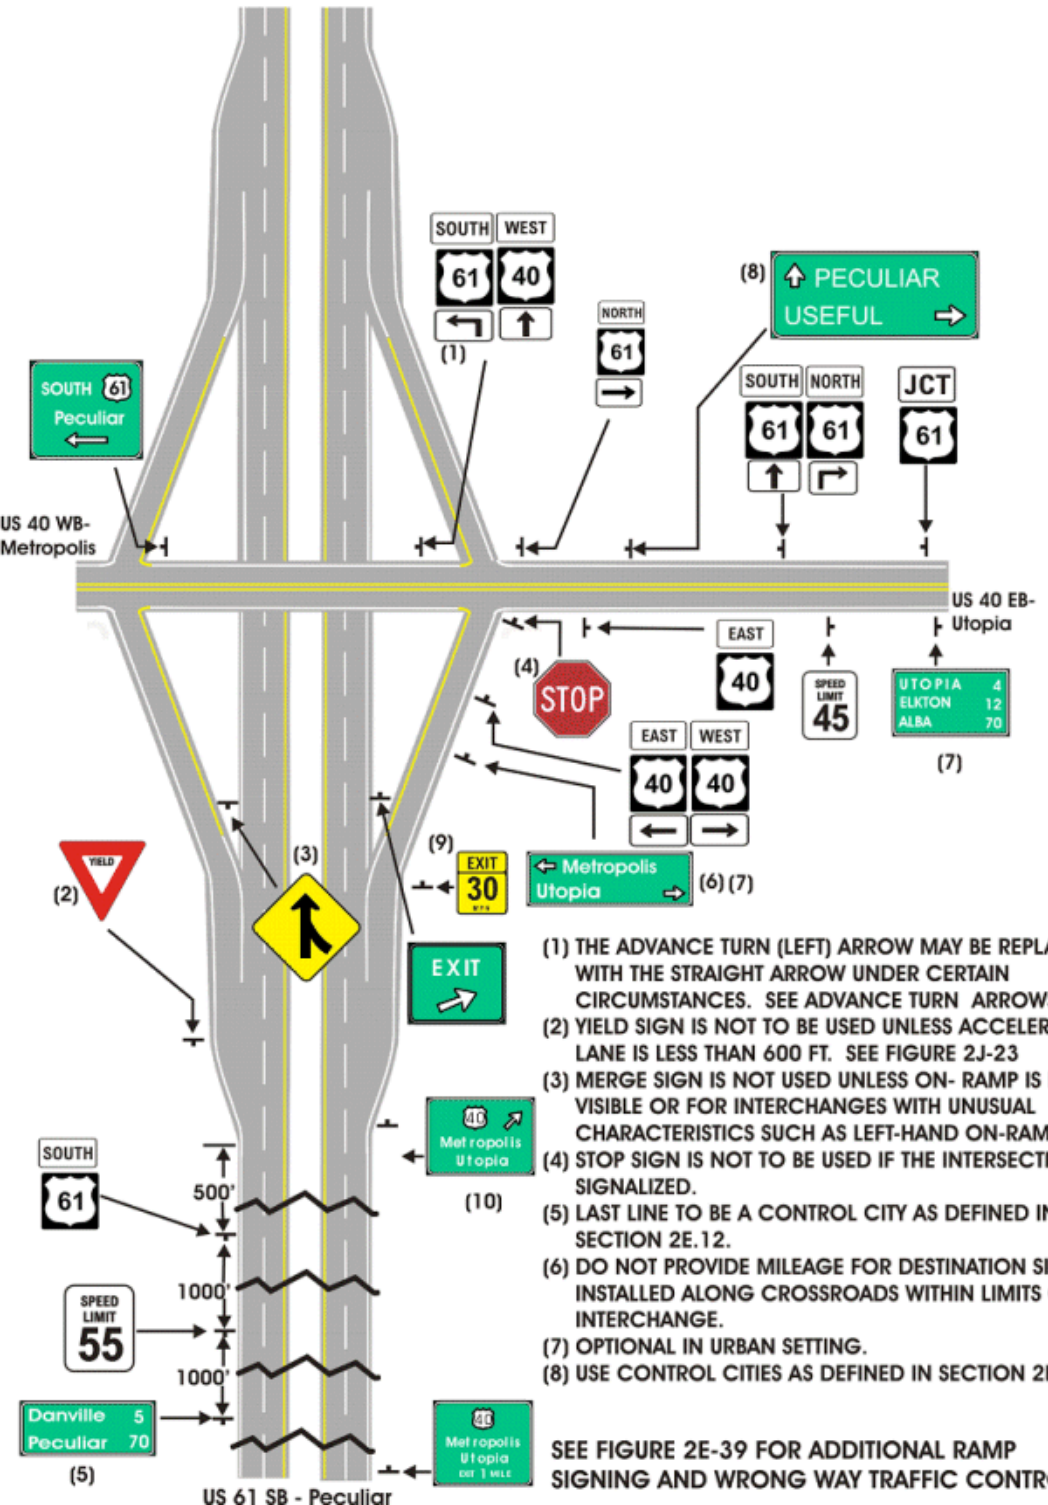 SOUTH WEST
61 40
(1)
NORTH
61
(8)
PECULIAR
USEFUL
SOUTH NORTH
61 61
JCT
61
SOUTH 61
Peculiar
US 40 WB-
Metropolis
US 40 EB-
Utopia
(4)
STOP
EAST
40
SPEED
LIMIT
45
UTOPIA 4
ELKTON 12
ALBA 70
(7)
EAST WEST
40 40
(2)
YIELD
(3)
(9)
EXIT
30
MPH
Metropolis
Utopia
(6) (7)
EXIT
(1) THE ADVANCE TURN (LEFT) ARROW MAY BE
WITH THE STRAIGHT ARROW UNDER CERTAIN
CIRCUMSTANCES. SEE ADVANCE TURN
(2) YIELD SIGN IS NOT TO BE USED UNLESS
LANE IS LESS THAN 600 FT. SEE FIGURE 2J-23
(3) MERGE SIGN IS NOT USED UNLESS ON- RAMP IS
VISIBLE OR FOR INTERCHANGES WITH UNUSUAL
CHARACTERISTICS SUCH AS LEFT-HAND
(4) STOP SIGN IS NOT TO BE USED IF THE
SIGNALIZED.
(5) LAST LINE TO BE A CONTROL CITY AS DEFINED
SECTION 2E.12.
(6) DO NOT PROVIDE MILEAGE FOR DESTINATION
INSTALLED ALONG CROSSROADS WITHIN LIMITS
INTERCHANGE.
(7) OPTIONAL IN URBAN SETTING.
(8) USE CONTROL CITIES AS DEFINED IN SECTION
40
Metropolis
Utopia
(10)
SOUTH
61
500'
1000'
SPEED
LIMIT
55
1000'
Danville 5
Peculiar 70
(5)
40
Metropolis
Utopia
EXIT 1 MILE
SEE FIGURE 2E-39 FOR ADDITIONAL RAMP
SIGNING AND WRONG WAY TRAFFIC
US 61 SB - Peculiar